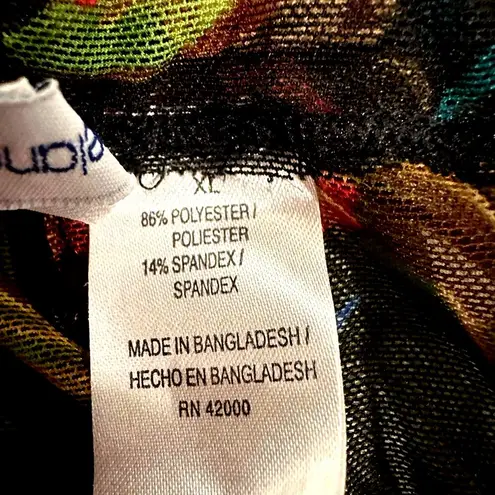 XL
86% POLYESTER /
POLIESTER
14% SPANDEX /
SPANDEX
MADE IN BANGLADESH /
HECHO EN BANGLADESH
RN 42000